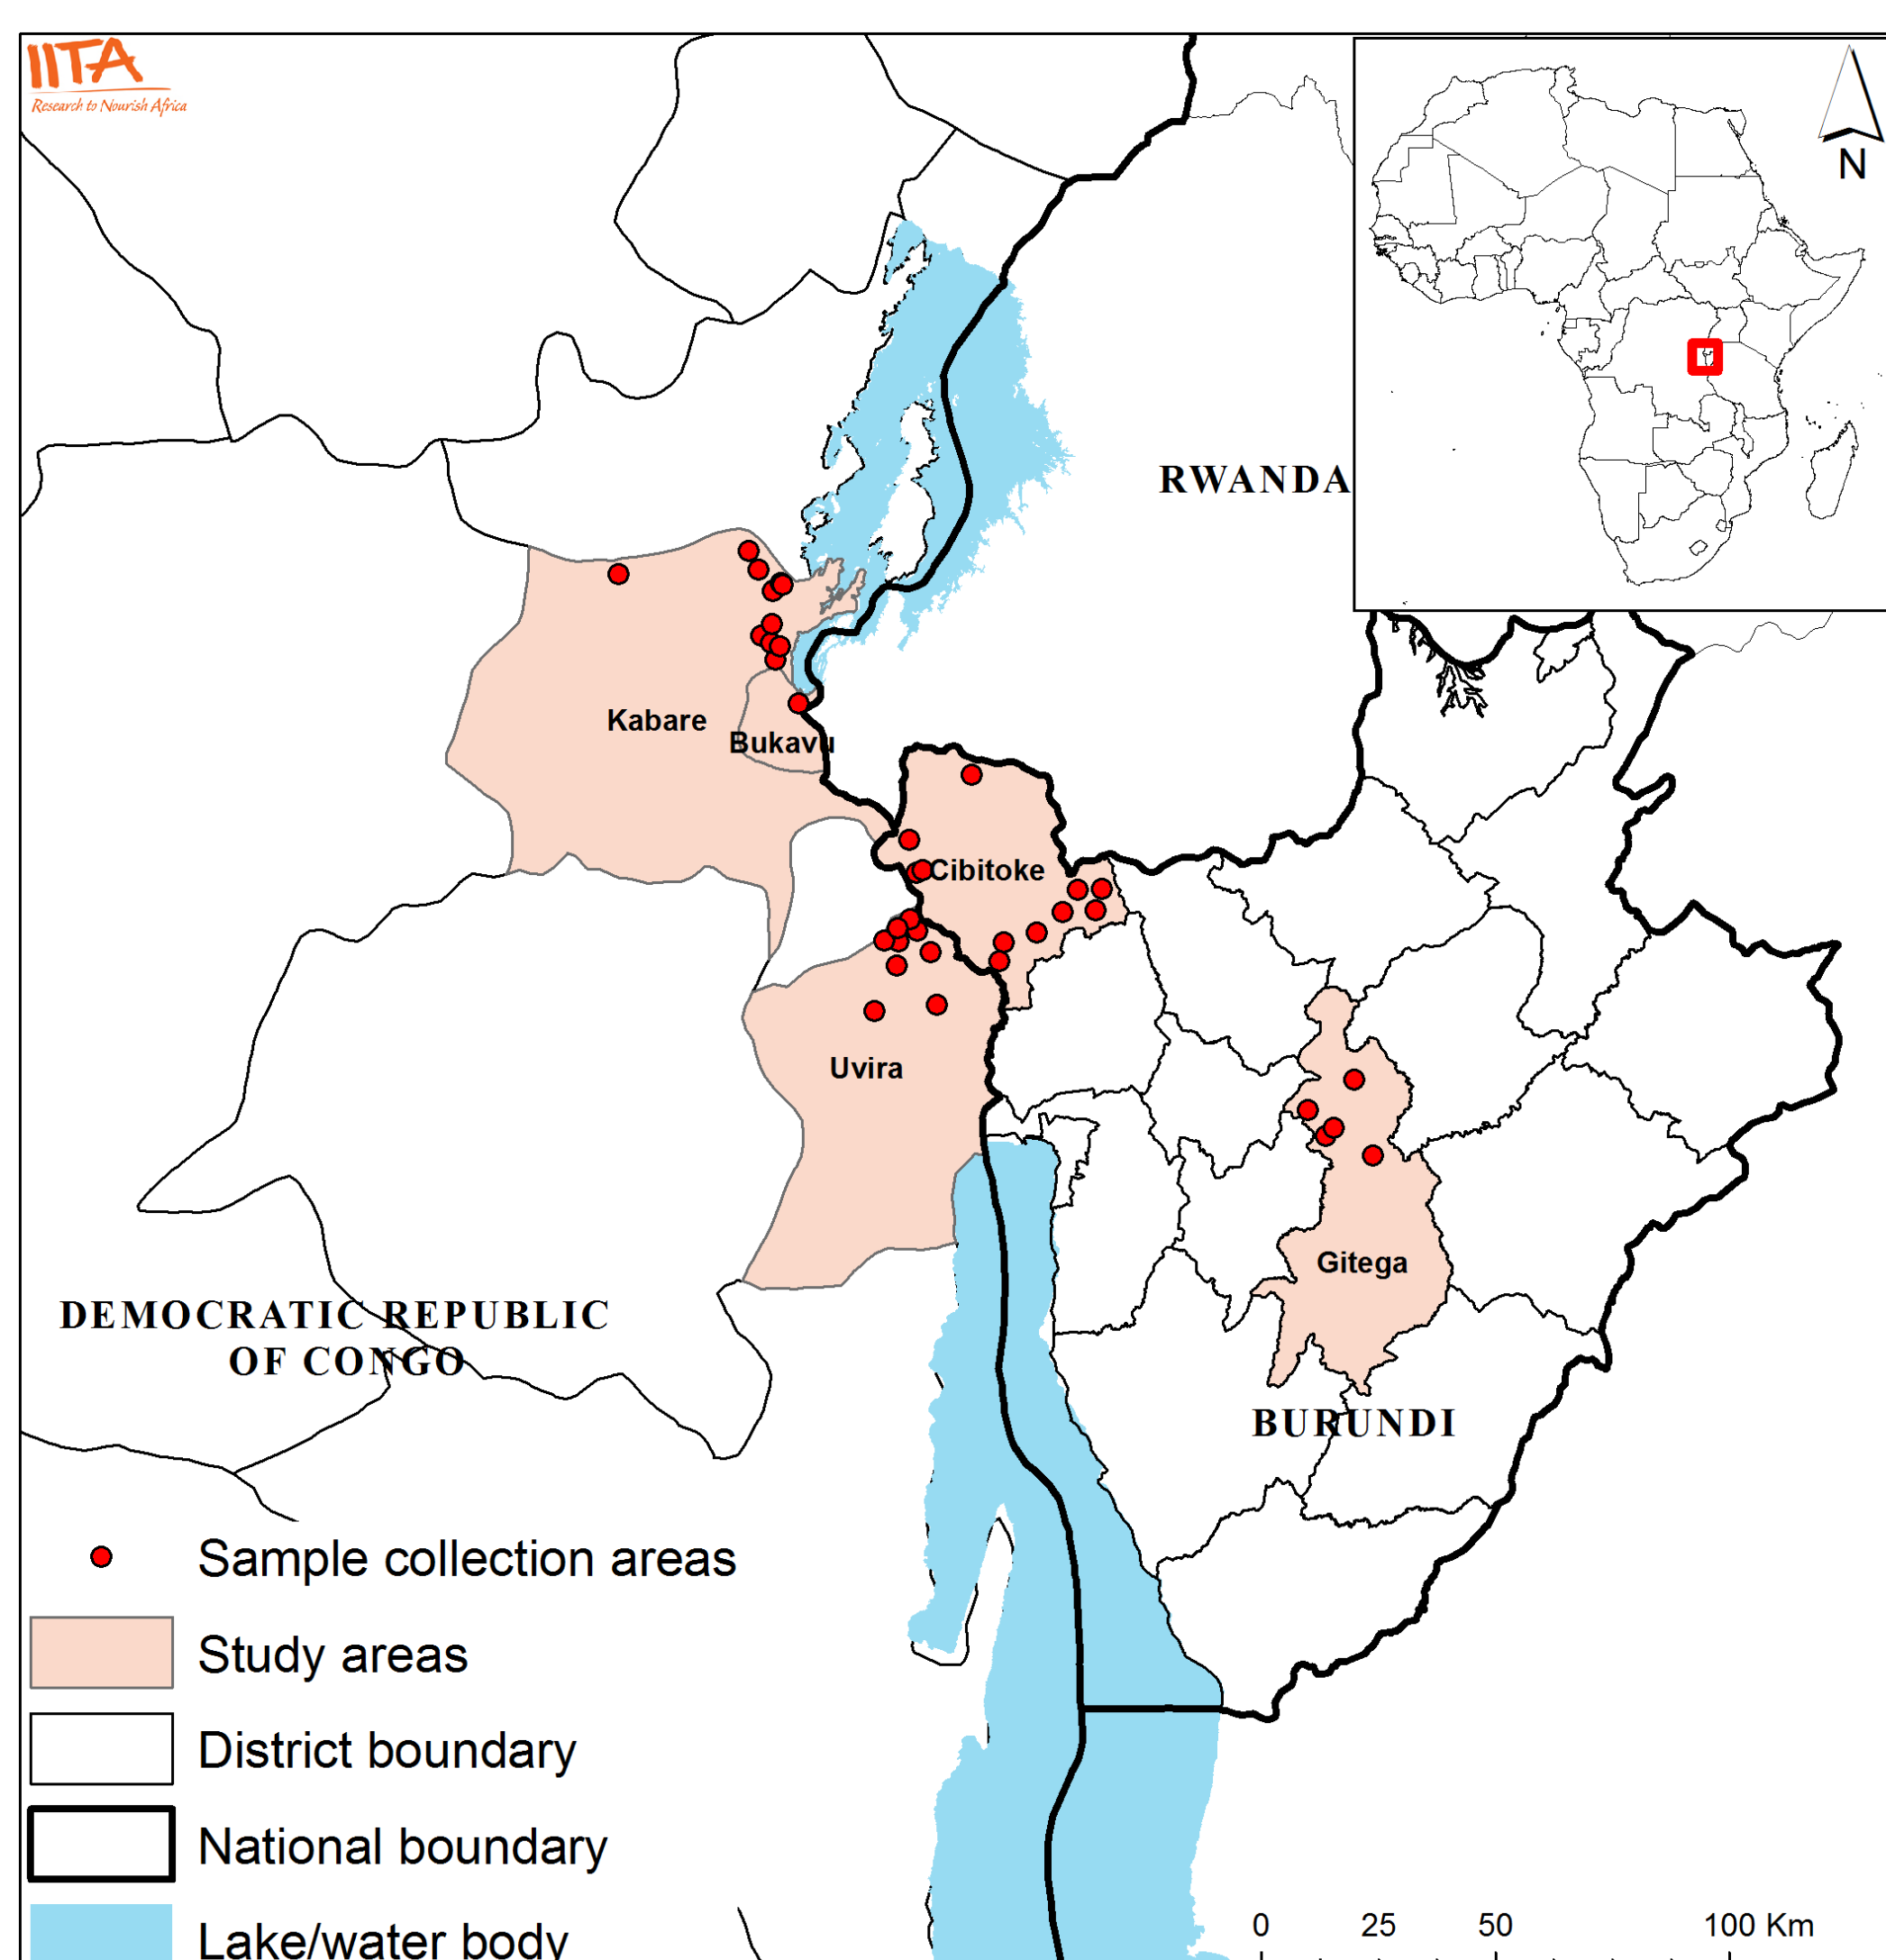 IITA
Research to Nourish Africa
N
RWANDA
Kabare
Bukavu
Cibitoke
Uvira
Gitega
DEMOCRATIC REPUBLIC
OF CONGO
BURUNDI
Sample collection areas
Study areas
District boundary
National boundary
Lake/water body
0 25 50 100 Km